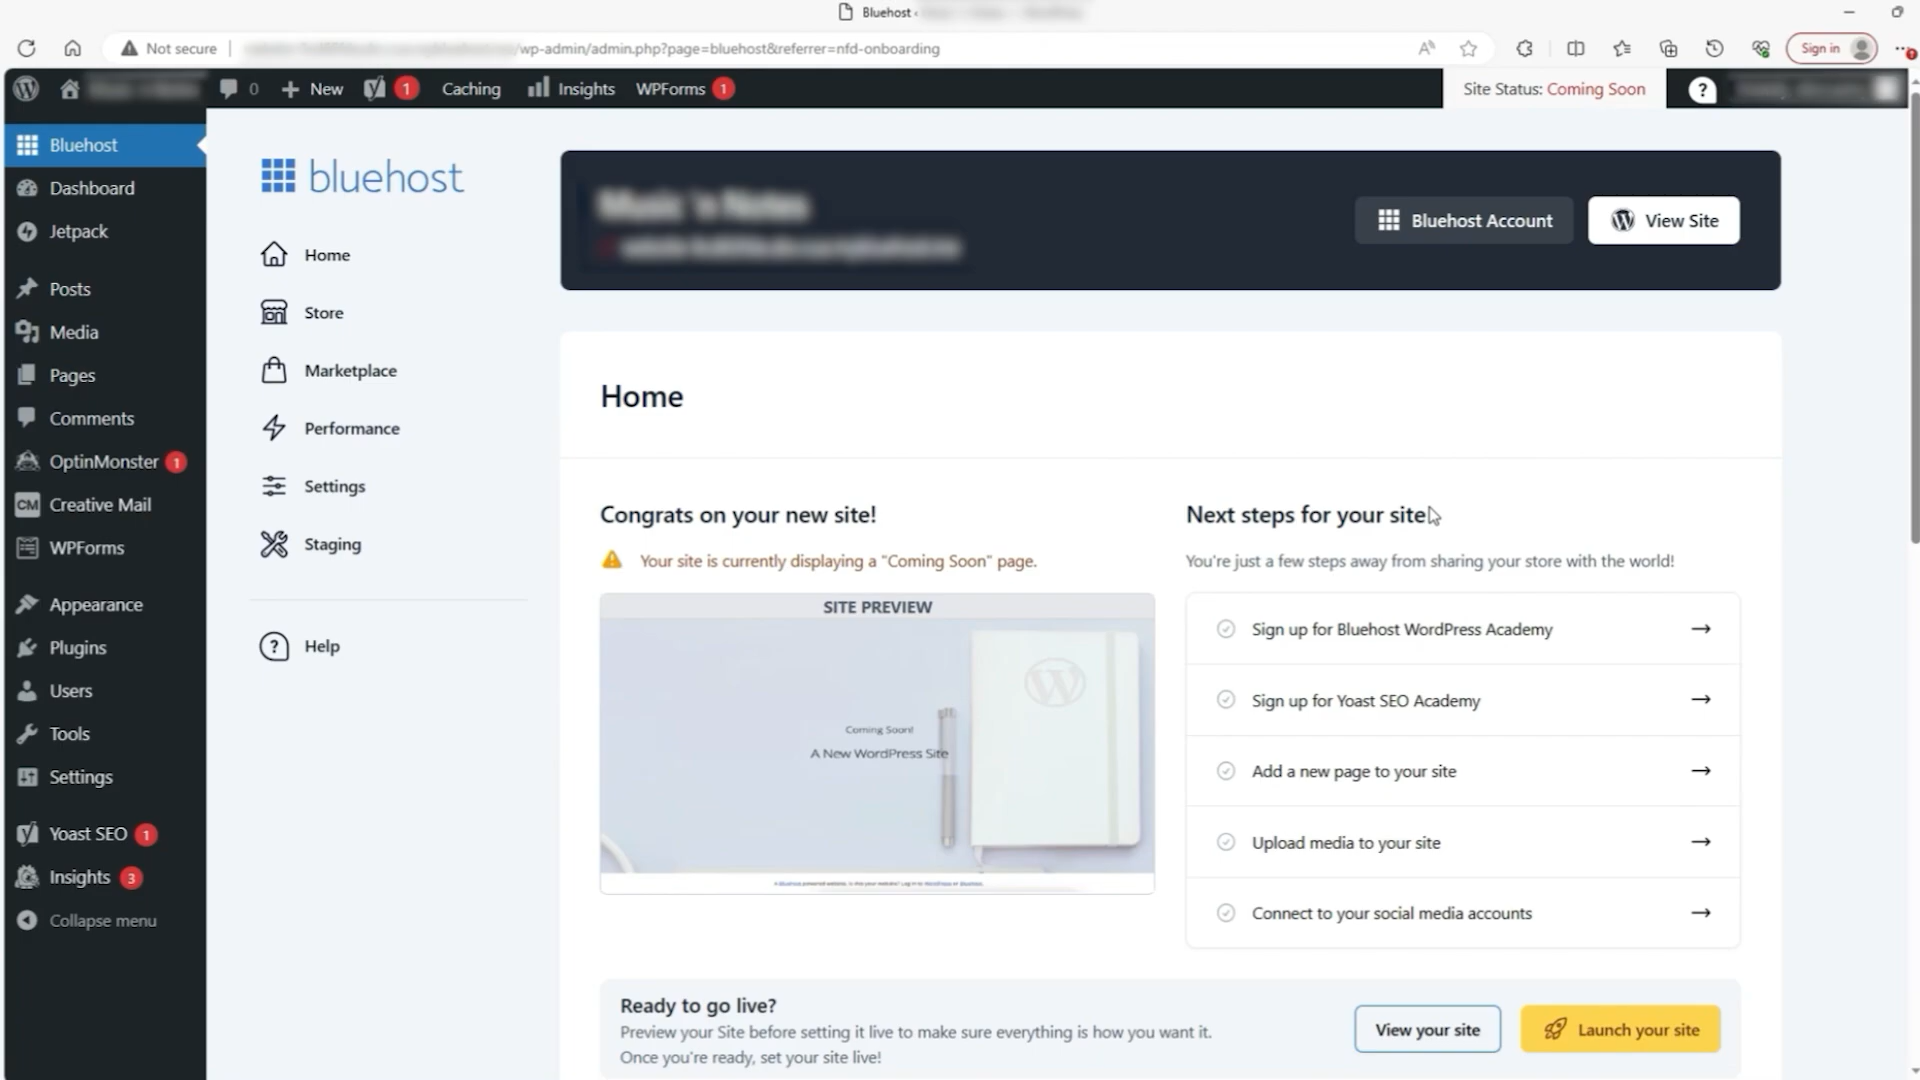 Bluehost ‹
Not secure
/wp-admin/admin.php?page=bluehost&referrer=nfd-onboarding
Sign in
0
New
1
Caching
Insights
WPForms 1
Site Status: Coming Soon
Bluehost
Dashboard
Jetpack
Posts
Media
Pages
Comments
OptinMonster 1
CM Creative Mail
WPForms
Appearance
Plugins
Users
Tools
Settings
Yoast SEO 1
Insights 3
Collapse menu
bluehost
Home
Store
Marketplace
Performance
Settings
Staging
Help
Music 'n Notes
Bluehost Account
View Site
Home
Congrats on your new site!
Your site is currently displaying a "Coming Soon" page.
SITE PREVIEW
Coming Soon!
A New WordPress Site
Next steps for your site
You're just a few steps away from sharing your store with the world!
Sign up for Bluehost WordPress Academy
Sign up for Yoast SEO Academy
Add a new page to your site
Upload media to your site
Connect to your social media accounts
Ready to go live?
Preview your Site before setting it live to make sure everything is how you want it.
Once you're ready, set your site live!
View your site
Launch your site